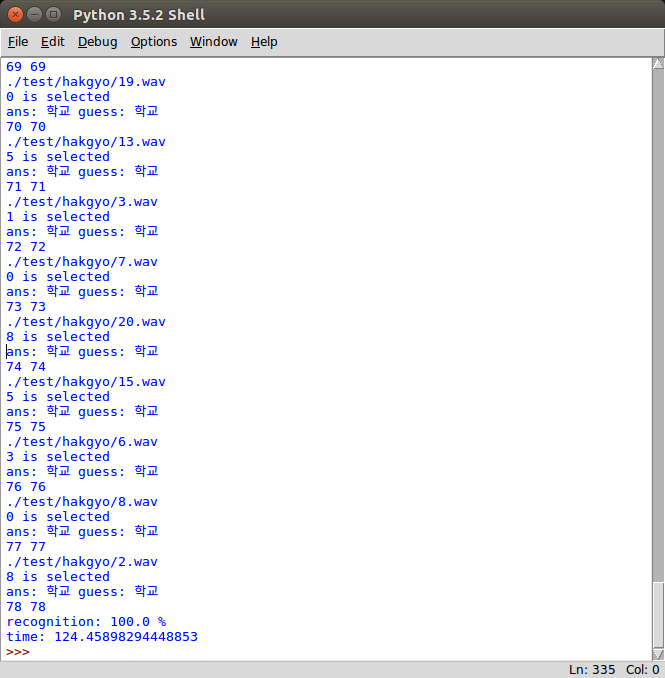 Python 3.5.2 Shell
File Edit Debug Options Window Help
69 69
./test/hakgyo/19.wav
0 is selected
ans: 학교 guess: 학교
70 70
./test/hakgyo/13.wav
5 is selected
ans: 학교 guess: 학교
71 71
./test/hakgyo/3.wav
1 is selected
ans: 학교 guess: 학교
72 72
./test/hakgyo/7.wav
0 is selected
ans: 학교 guess: 학교
73 73
./test/hakgyo/20.wav
8 is selected
ans: 학교 guess: 학교
74 74
./test/hakgyo/15.wav
5 is selected
ans: 학교 guess: 학교
75 75
./test/hakgyo/6.wav
3 is selected
ans: 학교 guess: 학교
76 76
./test/hakgyo/8.wav
0 is selected
ans: 학교 guess: 학교
77 77
./test/hakgyo/2.wav
8 is selected
ans: 학교 guess: 학교
78 78
recognition: 100.0 %
time: 124.45898294448853
>>>
Ln: 335 Col: 0